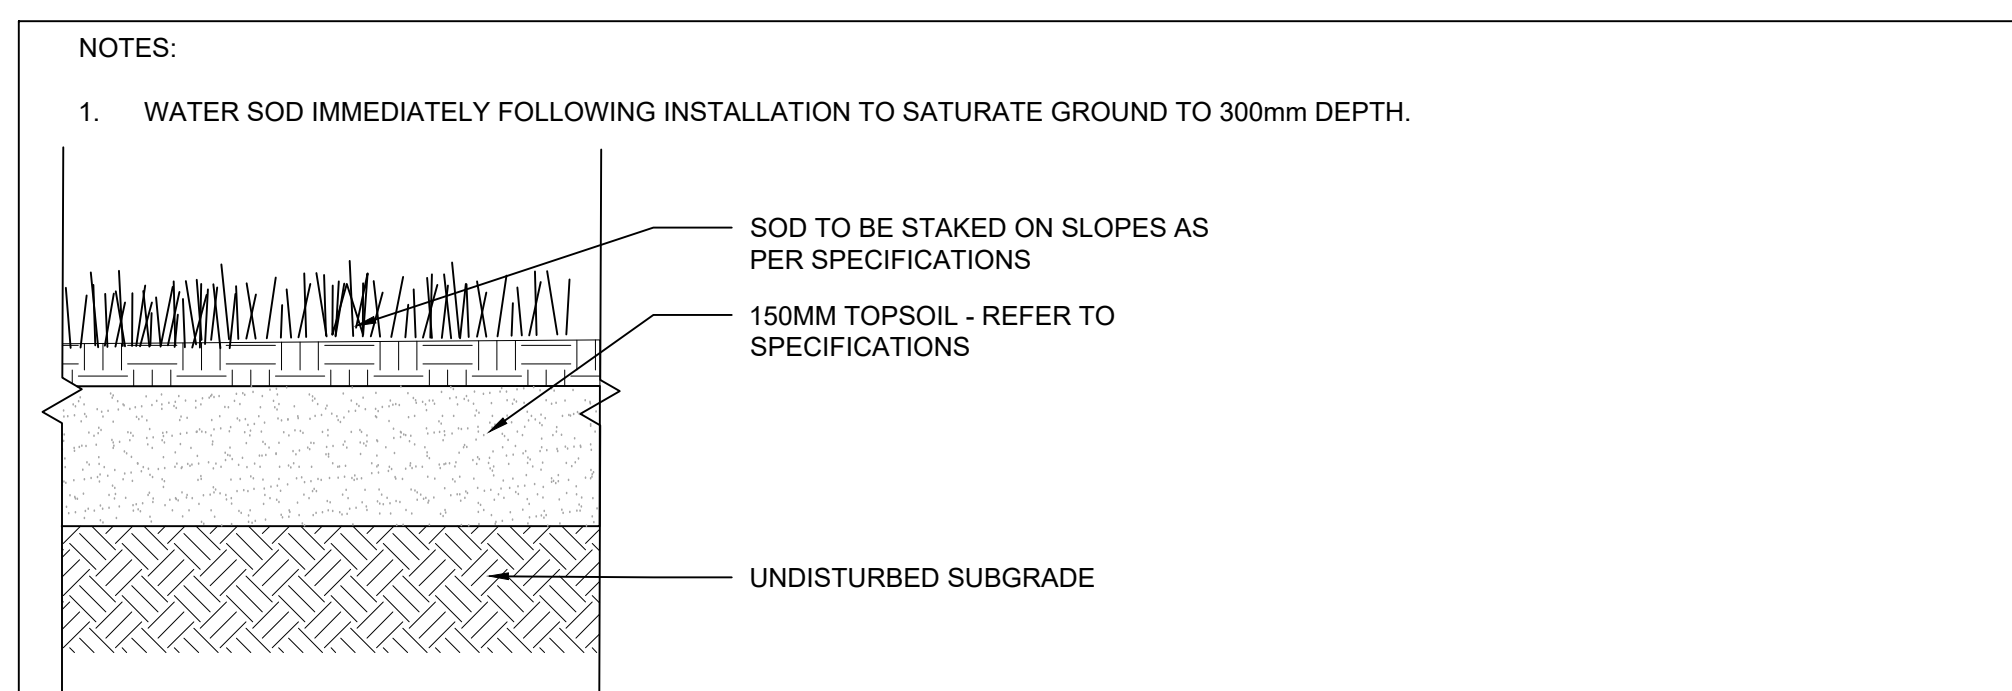 NOTES:
1. WATER SOD IMMEDIATELY FOLLOWING INSTALLATION TO SATURATE GROUND TO 300mm DEPTH.
SOD TO BE STAKED ON SLOPES AS
PER SPECIFICATIONS
150MM TOPSOIL - REFER TO
SPECIFICATIONS
UNDISTURBED SUBGRADE